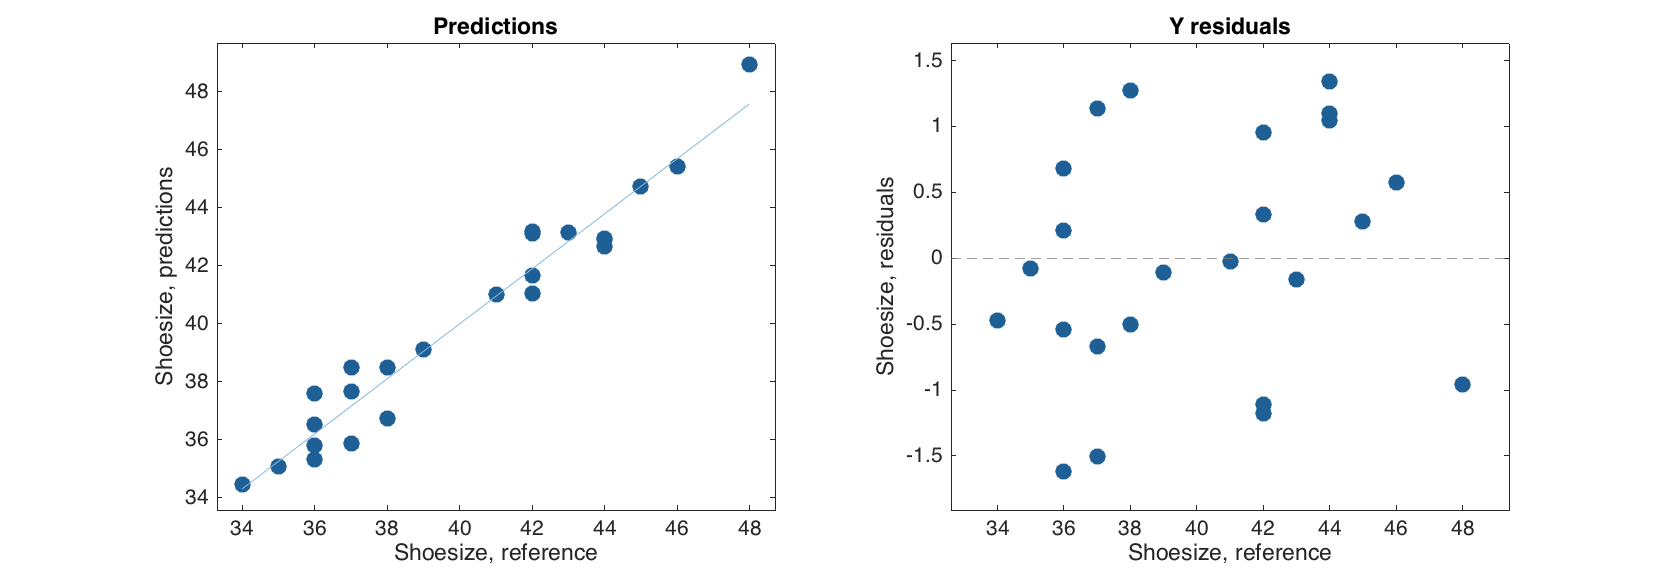 Predictions
48
46
44
42
40
38
36
34
34 36 38 40 42 44 46 48
Shoesize, predictions
Shoesize, reference
Y residuals
1.5
1
0.5
0
-0.5
-1
-1.5
34 36 38 40 42 44 46 48
Shoesize, residuals
Shoesize, reference